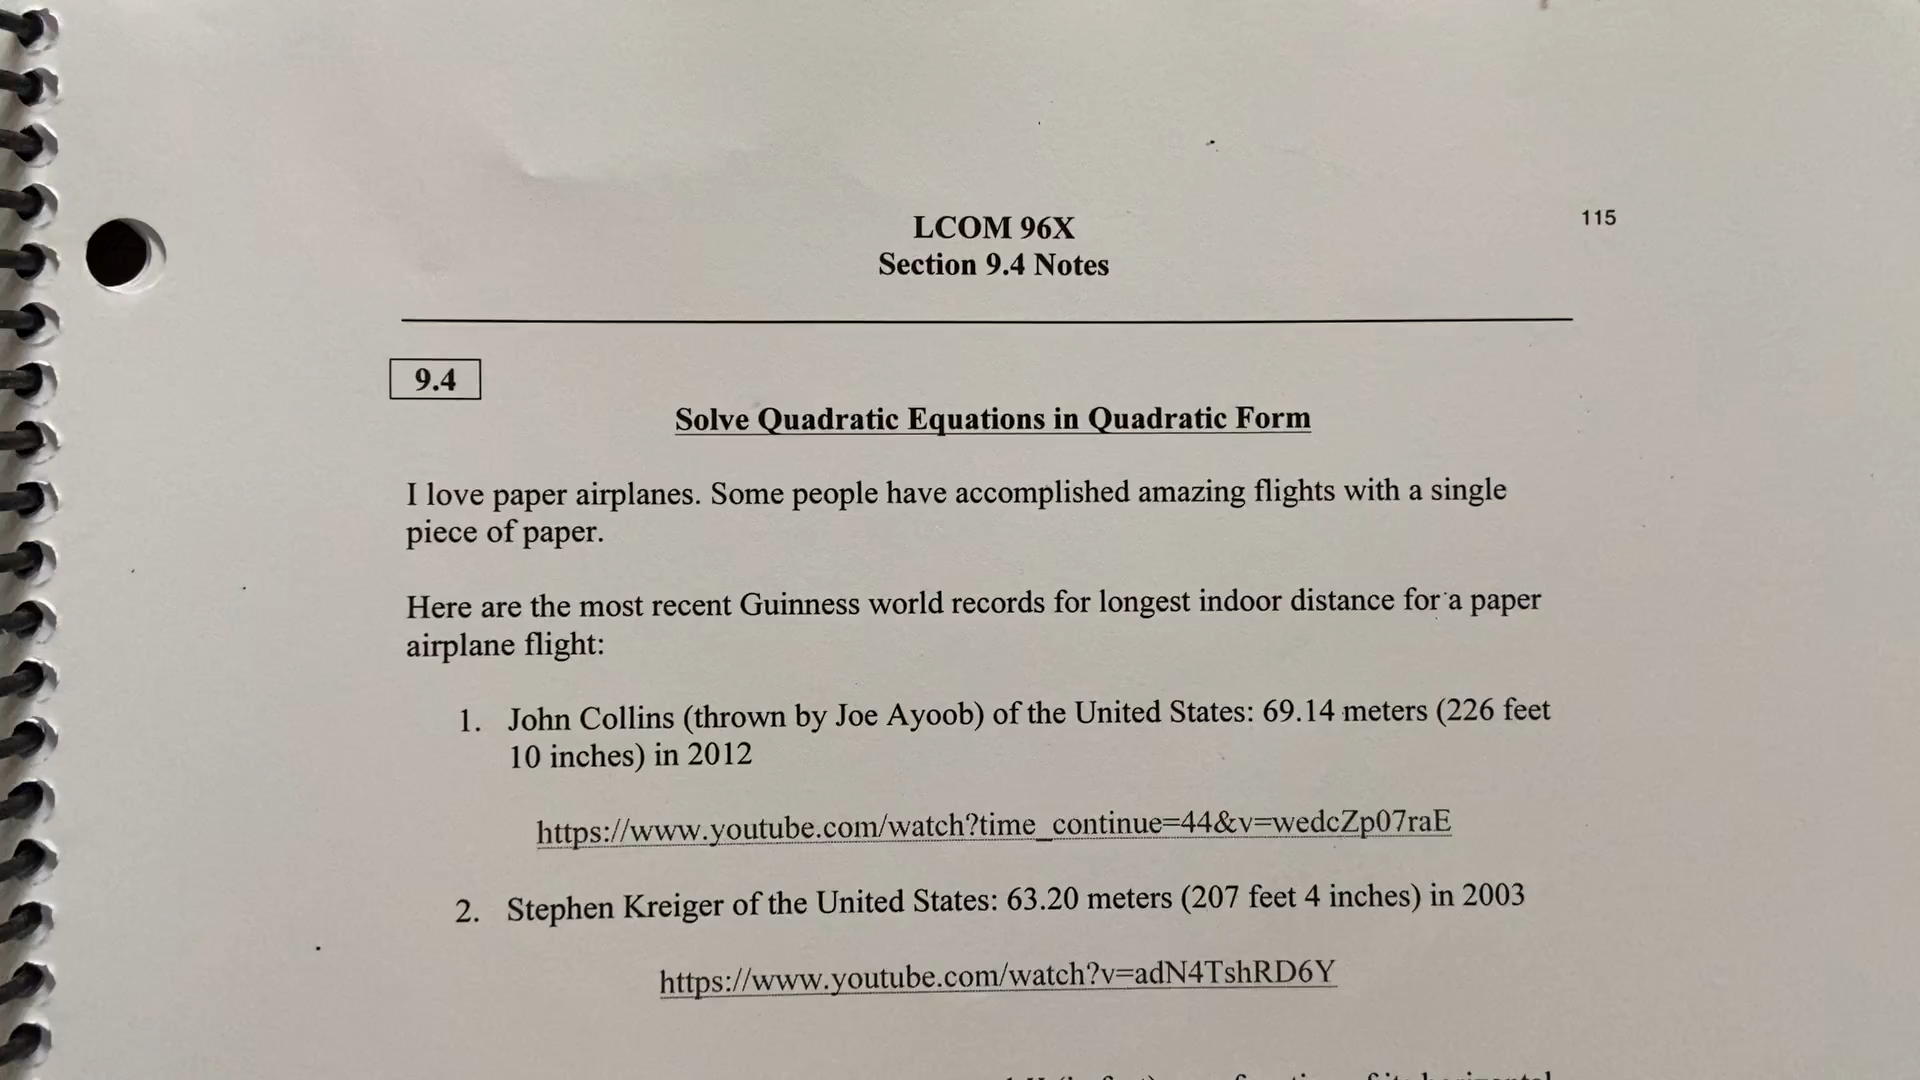 115
LCOM 96X
Section 9.4 Notes
9.4
Solve Quadratic Equations in Quadratic Form
I love paper airplanes. Some people have accomplished amazing flights with a single
piece of paper.
Here are the most recent Guinness world records for longest indoor distance for a paper
airplane flight:
1. John Collins (thrown by Joe Ayoob) of the United States: 69.14 meters (226 feet
10 inches) in 2012
https://www.youtube.com/watch?time_continue=44&v=wedcZp07raE
2. Stephen Kreiger of the United States: 63.20 meters (207 feet 4 inches) in 2003
https://www.youtube.com/watch?v=adN4TshRD6Y